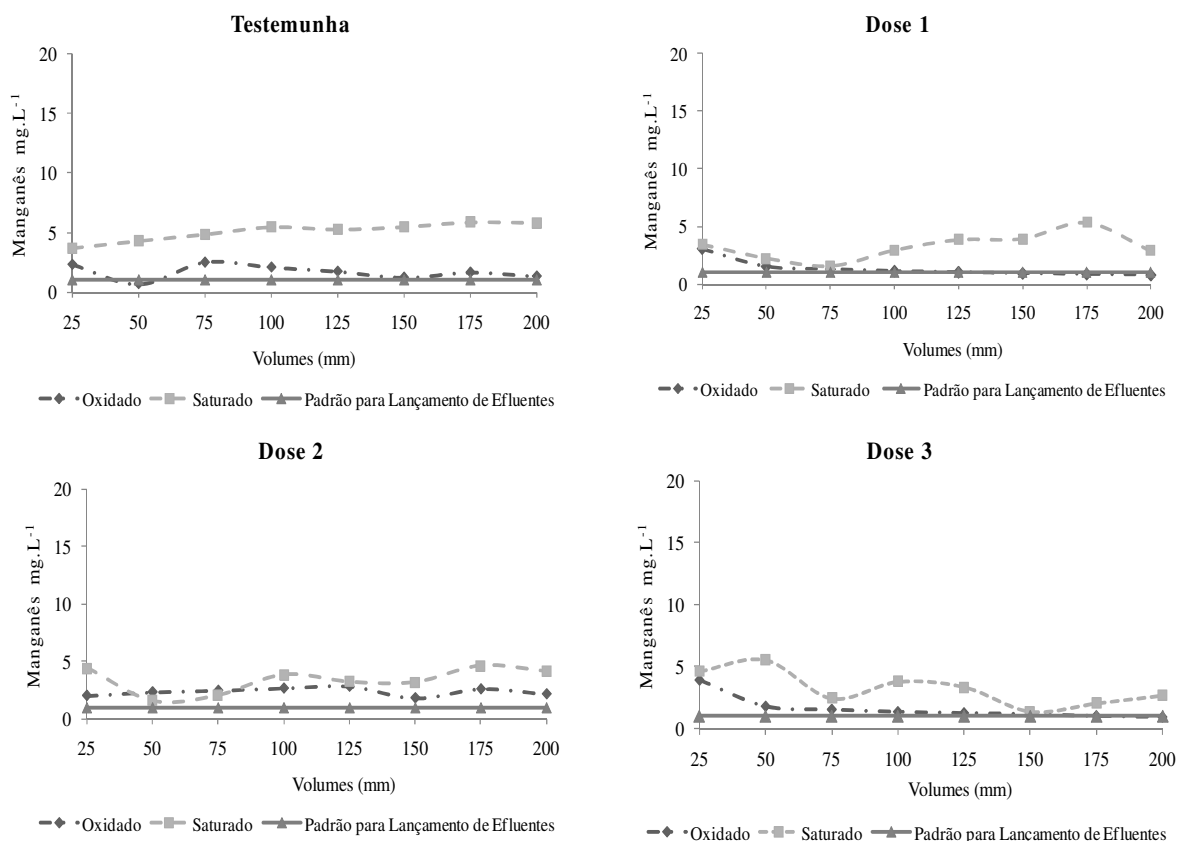 Testemunha
Manganês mg.L⁻¹
20
15
10
5
0
25 50 75 100 125 150 175 200
Volumes (mm)
Oxidado Saturado Padrão para Lançamento de Efluentes
Dose 1
Manganês mg.L⁻¹
20
15
10
5
0
25 50 75 100 125 150 175 200
Volumes (mm)
Oxidado Saturado Padrão para Lançamento de Efluentes
Dose 2
Manganês mg.L⁻¹
20
15
10
5
0
25 50 75 100 125 150 175 200
Volumes (mm)
Oxidado Saturado Padrão para Lançamento de Efluentes
Dose 3
Manganês mg.L⁻¹
20
15
10
5
0
25 50 75 100 125 150 175 200
Volumes (mm)
Oxidado Saturado Padrão para Lançamento de Efluentes